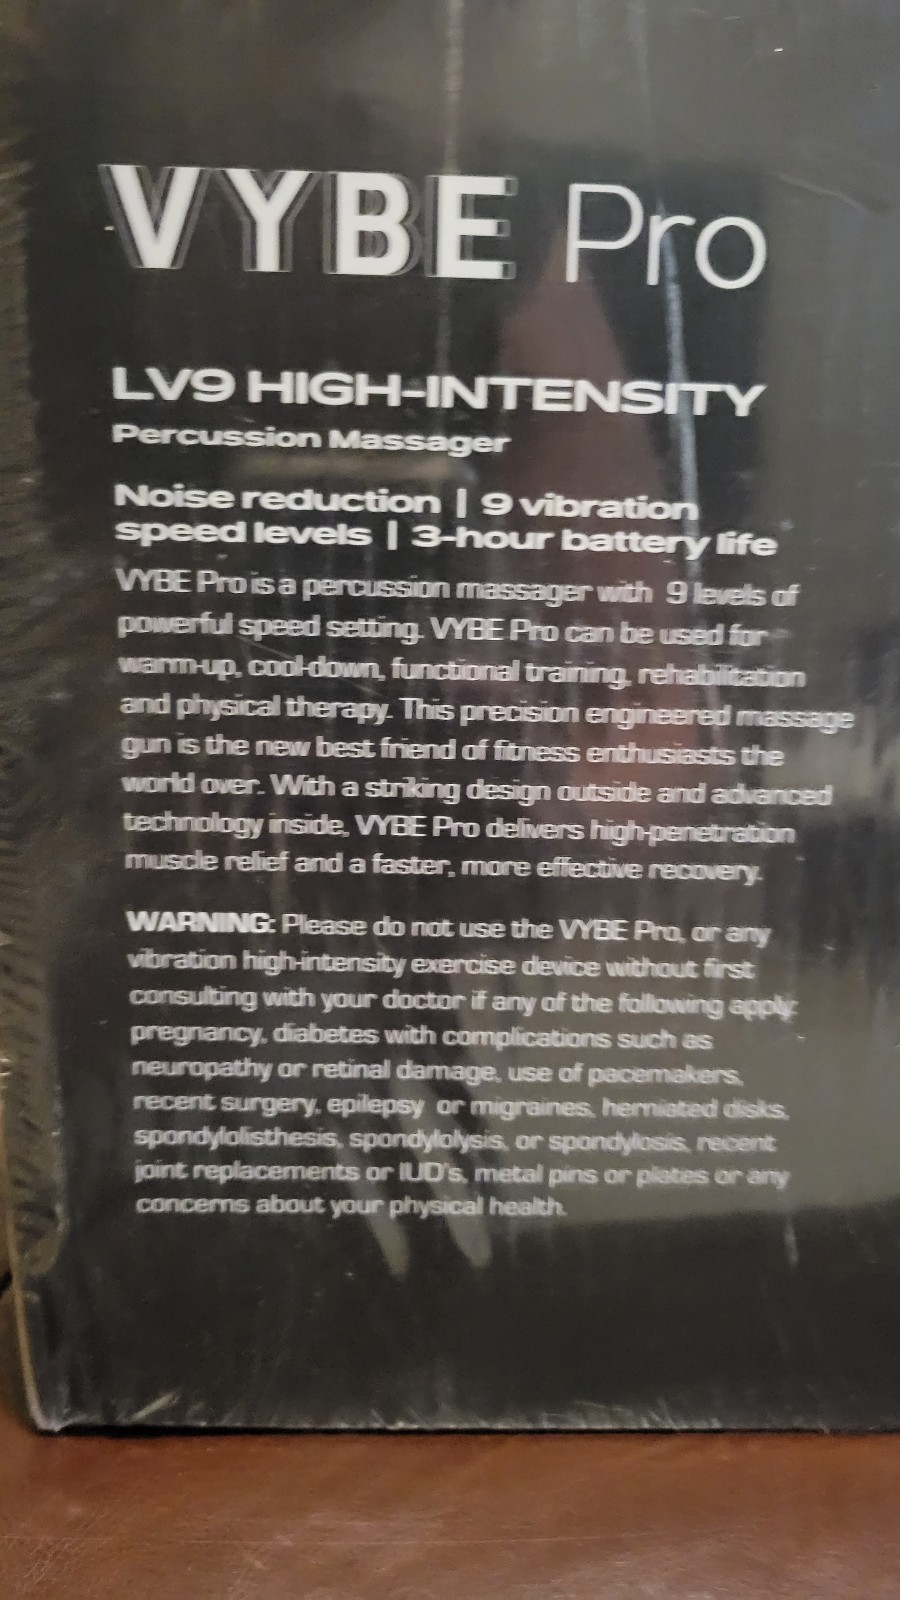 VYBE Pro
LV9 HIGH-INTENSITY
Percussion Massager
Noise reduction | 9 vibration
speed levels | 3-hour battery life
VYBE Pro is a percussion massager with 9 levels of
powerful speed setting. VYBE Pro can be used for
warm-up, cool-down, functional training, rehabilitation
and physical therapy. This precision engineered massage
gun is the new best friend of fitness enthusiasts the
world over. With a striking design outside and advanced
technology inside, VYBE Pro delivers high-penetration
muscle relief and a faster, more effective recovery.
WARNING: Please do not use the VYBE Pro, or any
vibration high-intensity exercise device without first
consulting with your doctor if any of the following apply:
pregnancy, diabetes with complications such as
neuropathy or retinal damage, use of pacemakers,
recent surgery, epilepsy or migraines, herniated disks,
spondylolisthesis, spondylolysis, or spondylosis, recent
joint replacements or IUD's, metal pins or plates or any
concerns about your physical health.